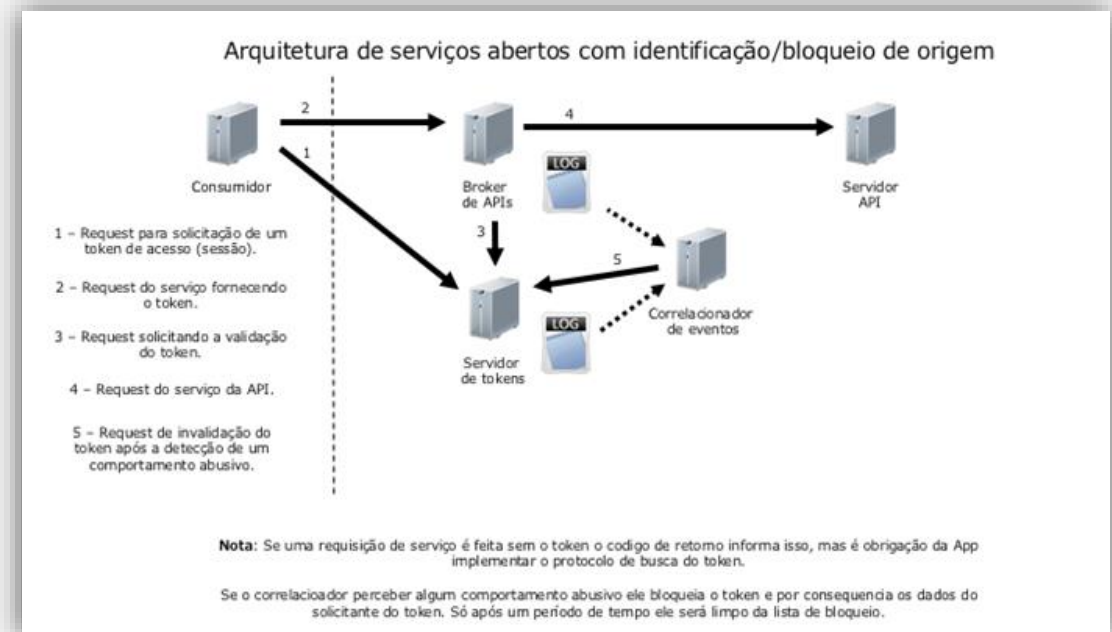 Arquitetura de serviços abertos com identificação/bloqueio de origem
2
4
1
LOG
Consumidor
Broker
de APIs
Servidor
API
1 – Request para solicitação de um
token de acesso (sessão).
3
5
2 – Request do serviço fornecendo
o token.
LOG
Correlacionador
de eventos
3 – Request solicitando a validação
do token.
Servidor
de tokens
4 – Request do serviço da API.
5 – Request de invalidação do
token após a detecção de um
comportamento abusivo.
Nota: Se uma requisição de serviço é feita sem o token o codigo de retorno informa isso, mas é obrigação da App
implementar o protocolo de busca do token.
Se o correlacioador perceber algum comportamento abusivo ele bloqueia o token e por consequencia os dados do
solicitante do token. Só após um período de tempo ele será limpo da lista de bloqueio.